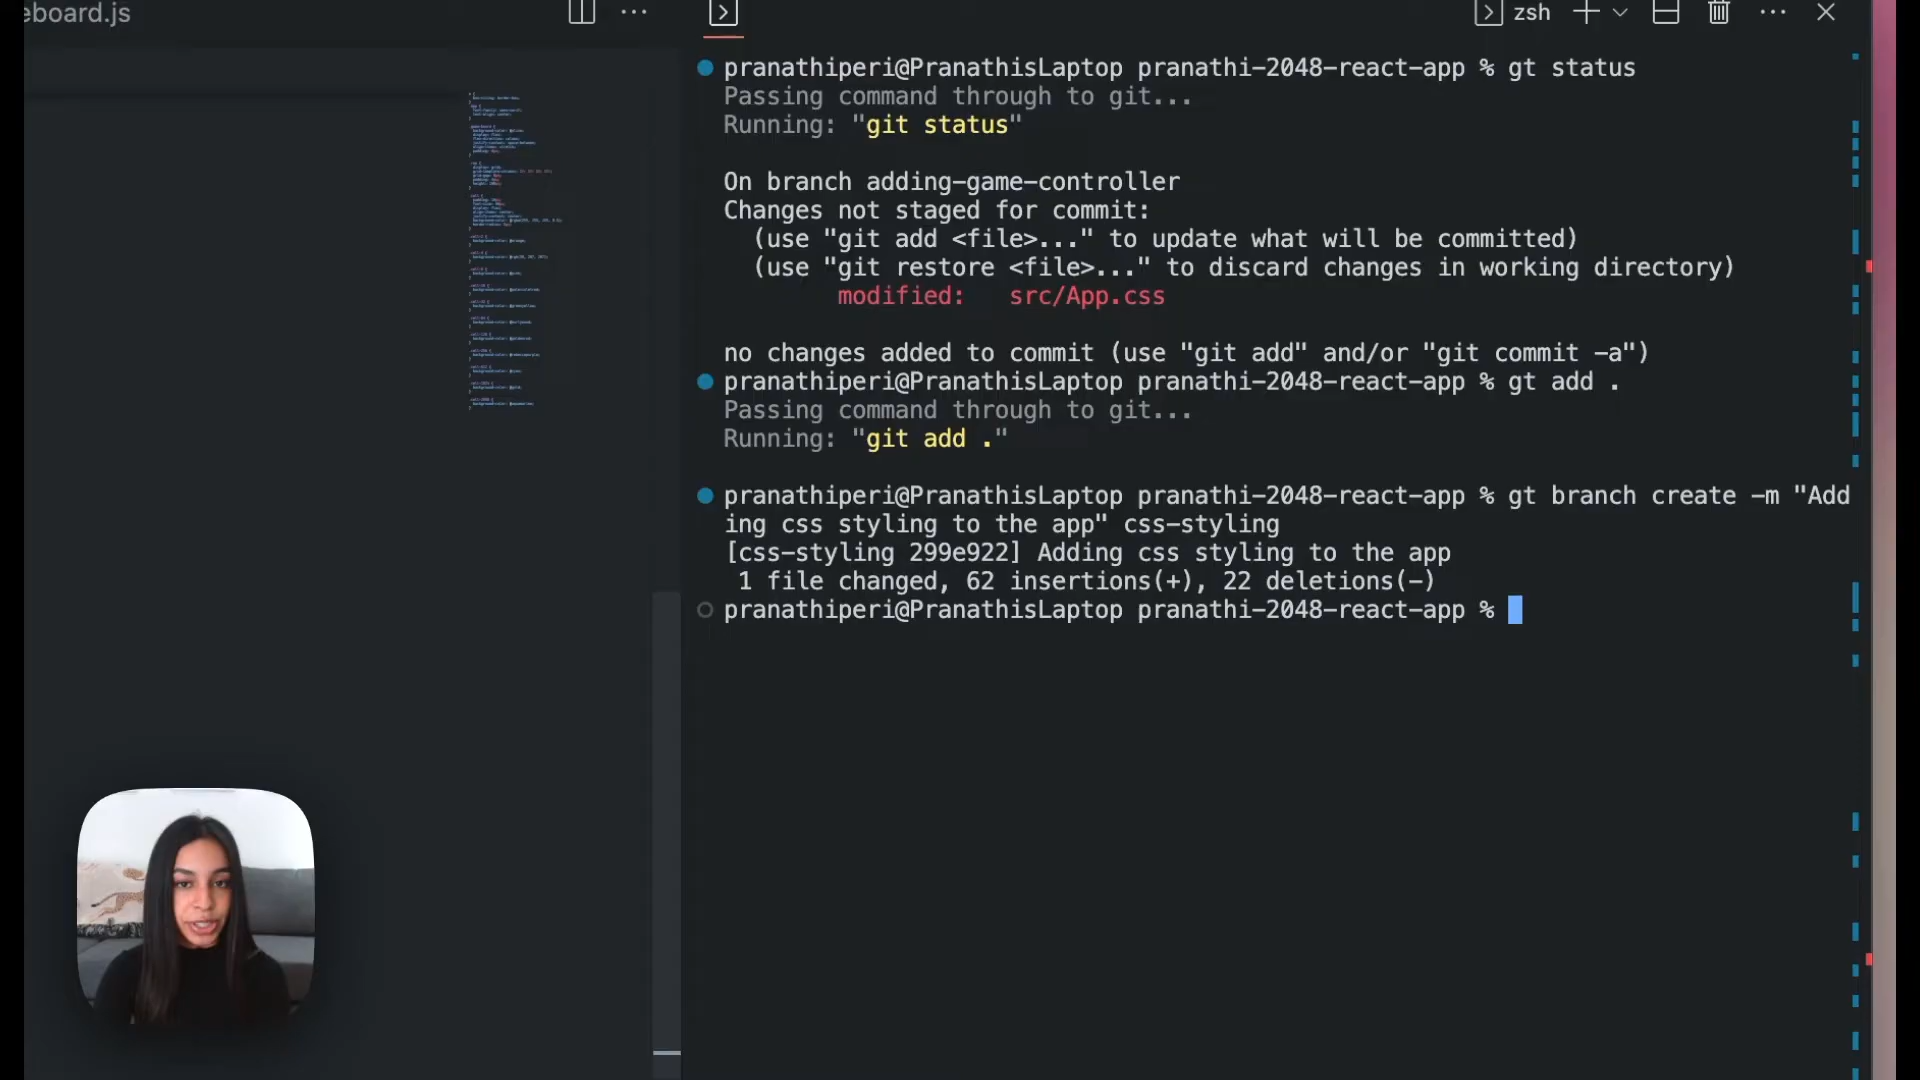 eboard.js
zsh
pranathiperi@PranathisLaptop pranathi-2048-react-app % gt status
Passing command through to git...
Running: "git status"
On branch adding-game-controller
Changes not staged for commit:
(use "git add <file>..." to update what will be committed)
(use "git restore <file>..." to discard changes in working directory)
modified: src/App.css
no changes added to commit (use "git add" and/or "git commit -a")
pranathiperi@PranathisLaptop pranathi-2048-react-app % gt add .
Passing command through to git...
Running: "git add ."
pranathiperi@PranathisLaptop pranathi-2048-react-app % gt branch create -m "Add
ing css styling to the app" css-styling
[css-styling 299e922] Adding css styling to the app
1 file changed, 62 insertions(+), 22 deletions(-)
pranathiperi@PranathisLaptop pranathi-2048-react-app %